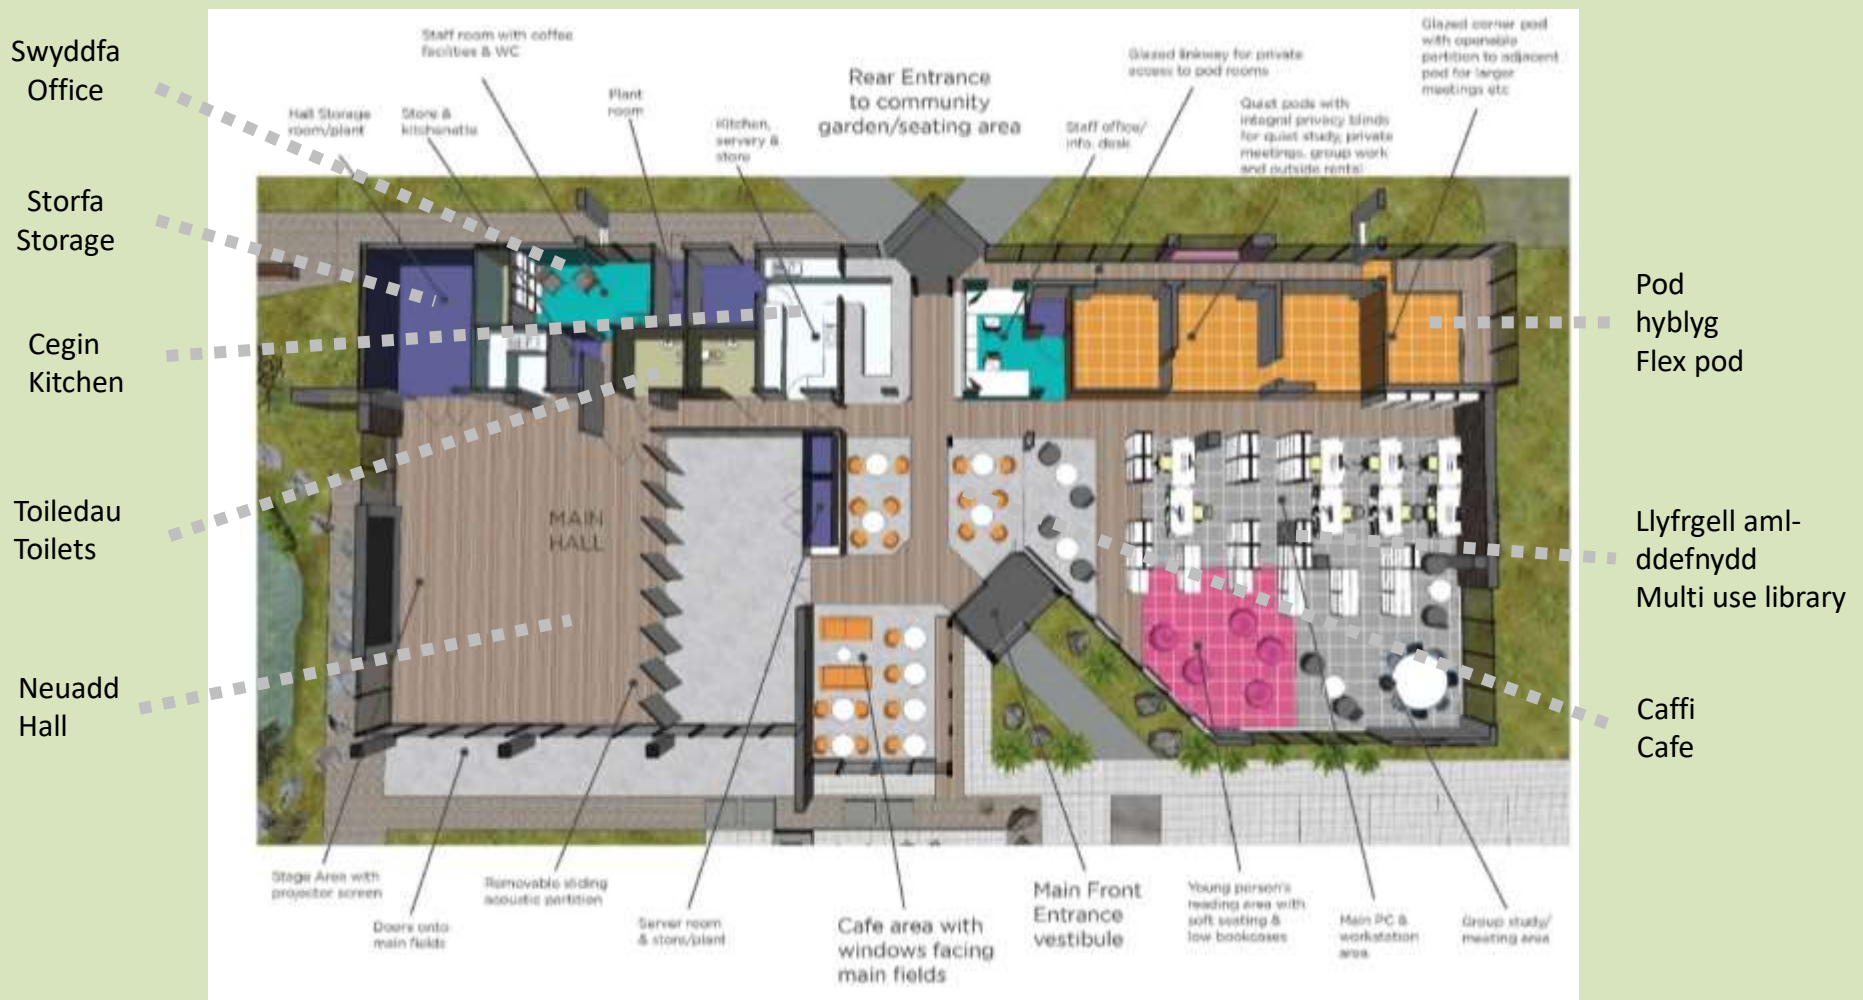 Swyddfa
Office
Storfa
Storage
Cegin
Kitchen
Toiledau
Toilets
Neuadd
Hall
Staff room with coffee
facilities & WC
Hall Storage
room/plant
Store &
kitchenette
Plant
room
Kitchen,
servery &
store
Rear Entrance
to community
garden/seating area
Staff office/
info. desk
Glazed linkway for private
access to pod rooms
Quiet pods with
integral privacy blinds
for quiet study, private
meetings, group work
and outside rental
Glazed corner pod
with openable
partition to adjacent
pod for larger
meetings etc
MAIN
HALL
Stage Area with
projector screen
Doors onto
main fields
Removable sliding
acoustic partition
Server room
& store/plant
Cafe area with
windows facing
main fields
Main Front
Entrance
vestibule
Young person's
reading area with
soft seating &
low bookcases
Main PC &
workstation
area
Group study/
meeting area
Pod
hyblyg
Flex pod
Llyfrgell aml-
ddefnydd
Multi use library
Caffi
Cafe